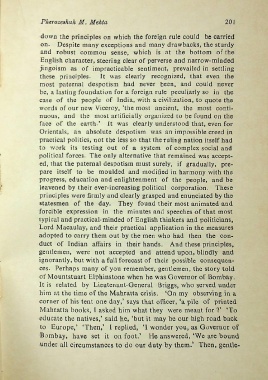 Pherozeshah M. Mehta 201
down the principles on which the foreign rule could be carried
on. Despite many exceptions and many drawbacks, the sturdy
and robust common sense, which is at the bottom of the
English character, steering clear of perverse and narrow-minded
jingoism as of impracticable sentiment, prevailed in settling
these principles. It was clearly recognized, that even the
most paternal despotism had never been, and could never
be, a lasting foundation for a foreign rule peculiarly so in the
case of the people of India, with a civilization, to quote the
words of our new Viceroy, 'the most ancient, the most conti-
nuous, and the most artificially organized to be found on the
face of the earth.' It was clearly understood that, even for
Orientals, an absolute despotism was an impossible creed in
practical politics, not the less so that the ruling nation itself had
to work its testing out of a system of complex social and
political forces. The only alternative that remained was accept-
ed, that the paternal despotism must surely, if gradually, pre-
pare itself to be moulded and modified in harmony with the
progress, education and enlightenment of the people, and be
leavened by their ever-increasing political corporation. These
principles were firmly and clearly grasped and enunciated by the
statesmen of the day. They found their most animated and
forcible expression in the minutes and speeches of that most
typical and practical-minded of English thinkers and politicians,
Lord Macaulay, and their practical application in the measures
adopted to carry them out by the men who had then the con-
duct of Indian affairs in their hands. And these principles,
gentlemen, were not accepted and attend upon, blindly and
ignorantly, but with a full forecast of their possible consequen-
ces. Perhaps many of you remember, gentlemen, the story told
of Mountstuart Elphinstone when he was Governor of Bombay.
It is related by Lieutenant-General Briggs, who served under
him at the time of the Mahratta crisis. 'On my observing in a
corner of his tent one day,' says that officer, 'a pile of printed
Mahratta books, I asked him what they were meant for ?' 'To
educate the natives,' said he, 'but it may be our high road back
to Europe,' 'Then,' I replied, 'I wonder you, as Governor of
Bombay, have set it on foot.' He answered, 'We are bound
under all circumstances to do our duty by them.' Then, gentle-